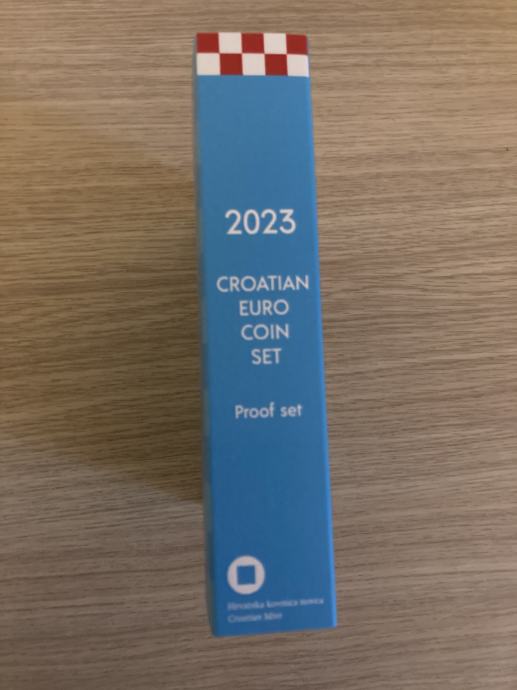 2023
CROATIAN
EURO
COIN
SET
Proof set
Hrvatska kovnica novca
Croatian Mint